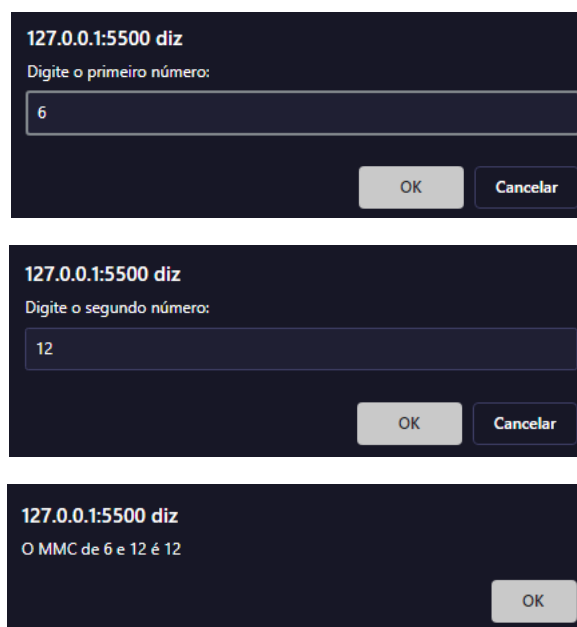 127.0.0.1:5500 diz
Digite o primeiro número:
6
OK
Cancelar
127.0.0.1:5500 diz
Digite o segundo número:
12
OK
Cancelar
127.0.0.1:5500 diz
O MMC de 6 e 12 é 12
OK